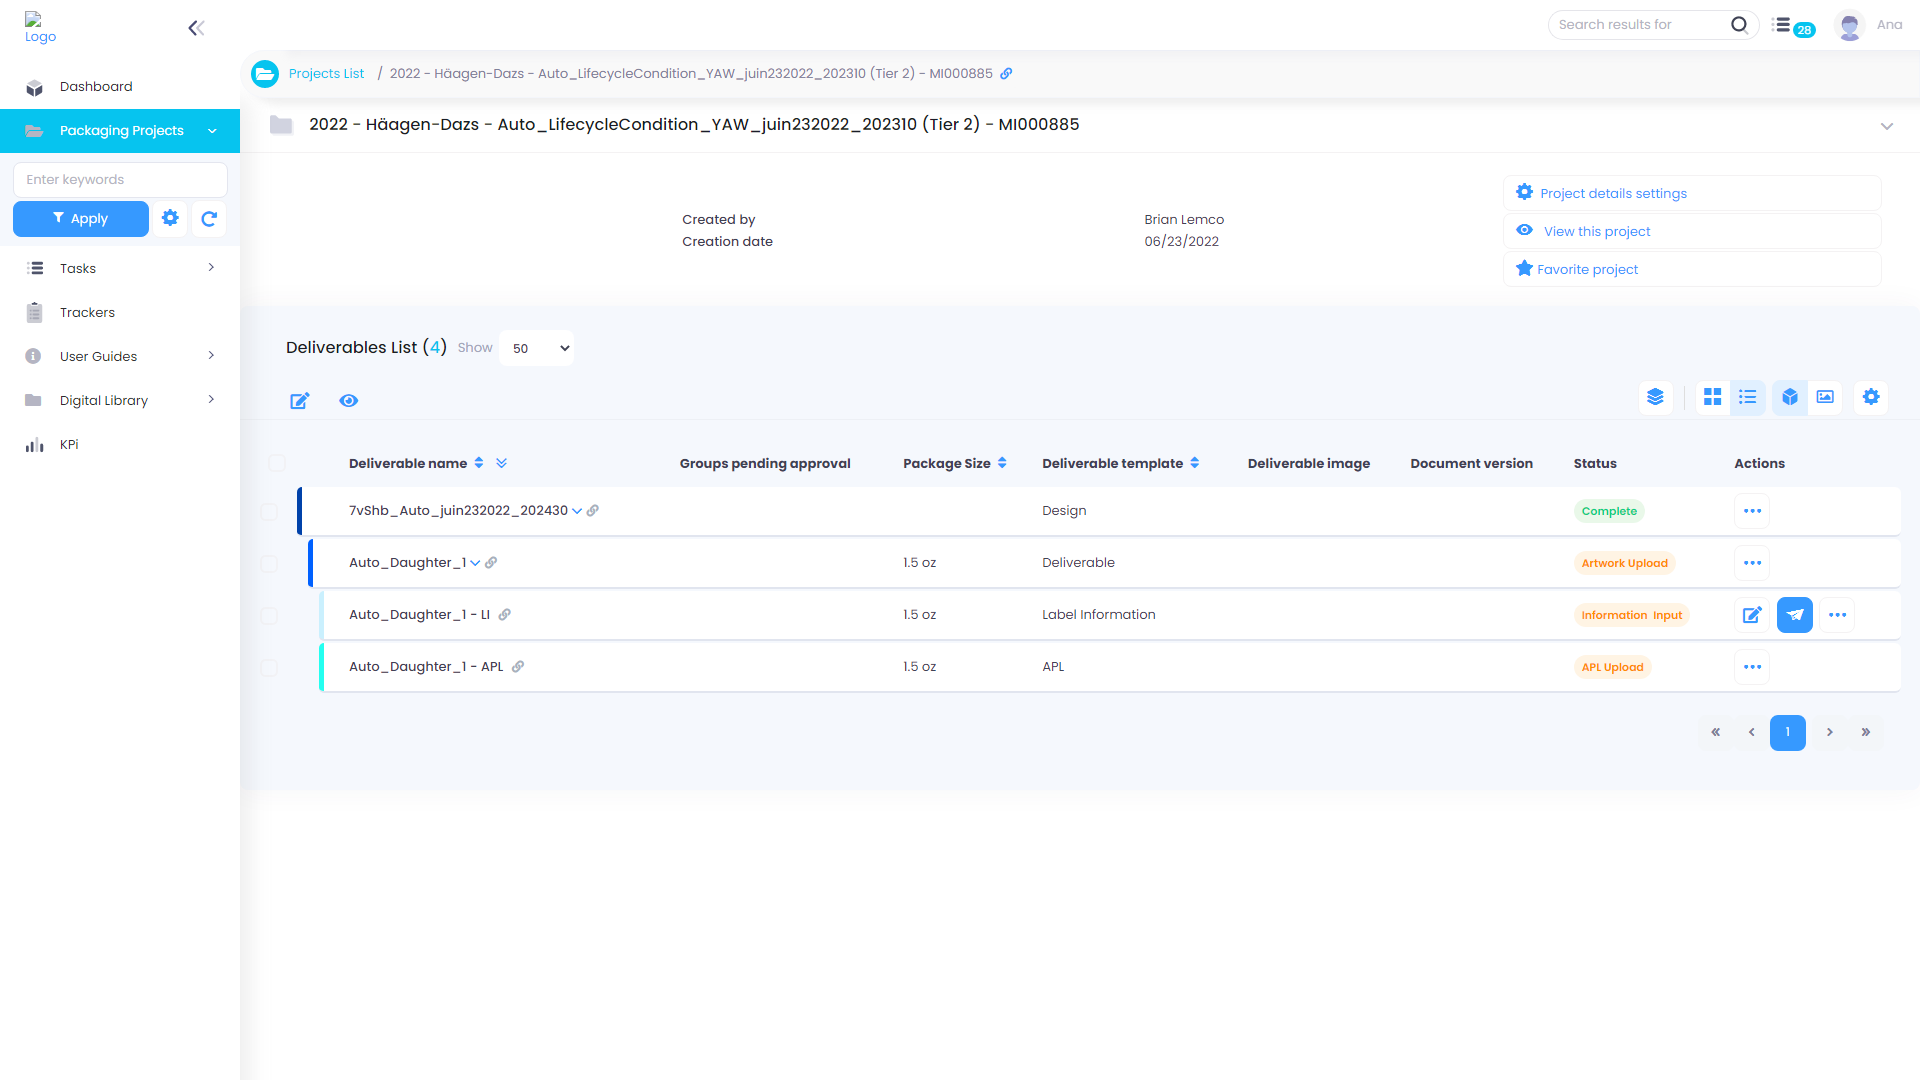 Logo
Search results for
28
Ana
Dashboard
Packaging Projects
Enter keywords
Apply
Tasks
Trackers
User Guides
Digital Library
KPi
Projects List / 2022 - Häagen-Dazs - Auto_LifecycleCondition_YAW_juin232022_202310 (Tier 2) - MI000885
2022 - Häagen-Dazs - Auto_LifecycleCondition_YAW_juin232022_202310 (Tier 2) - MI000885
Created by Brian Lemco
Creation date 06/23/2022
Project details settings
View this project
Favorite project
Deliverables List (4) Show 50
Deliverable name Groups pending approval Package Size Deliverable template Deliverable image Document version Status Actions
7vShb_Auto_juin232022_202430 Design Complete
Auto_Daughter_1 1.5 oz Deliverable Artwork Upload
Auto_Daughter_1 - LI 1.5 oz Label Information Information Input
Auto_Daughter_1 - APL 1.5 oz APL APL Upload
« ‹ 1 › »